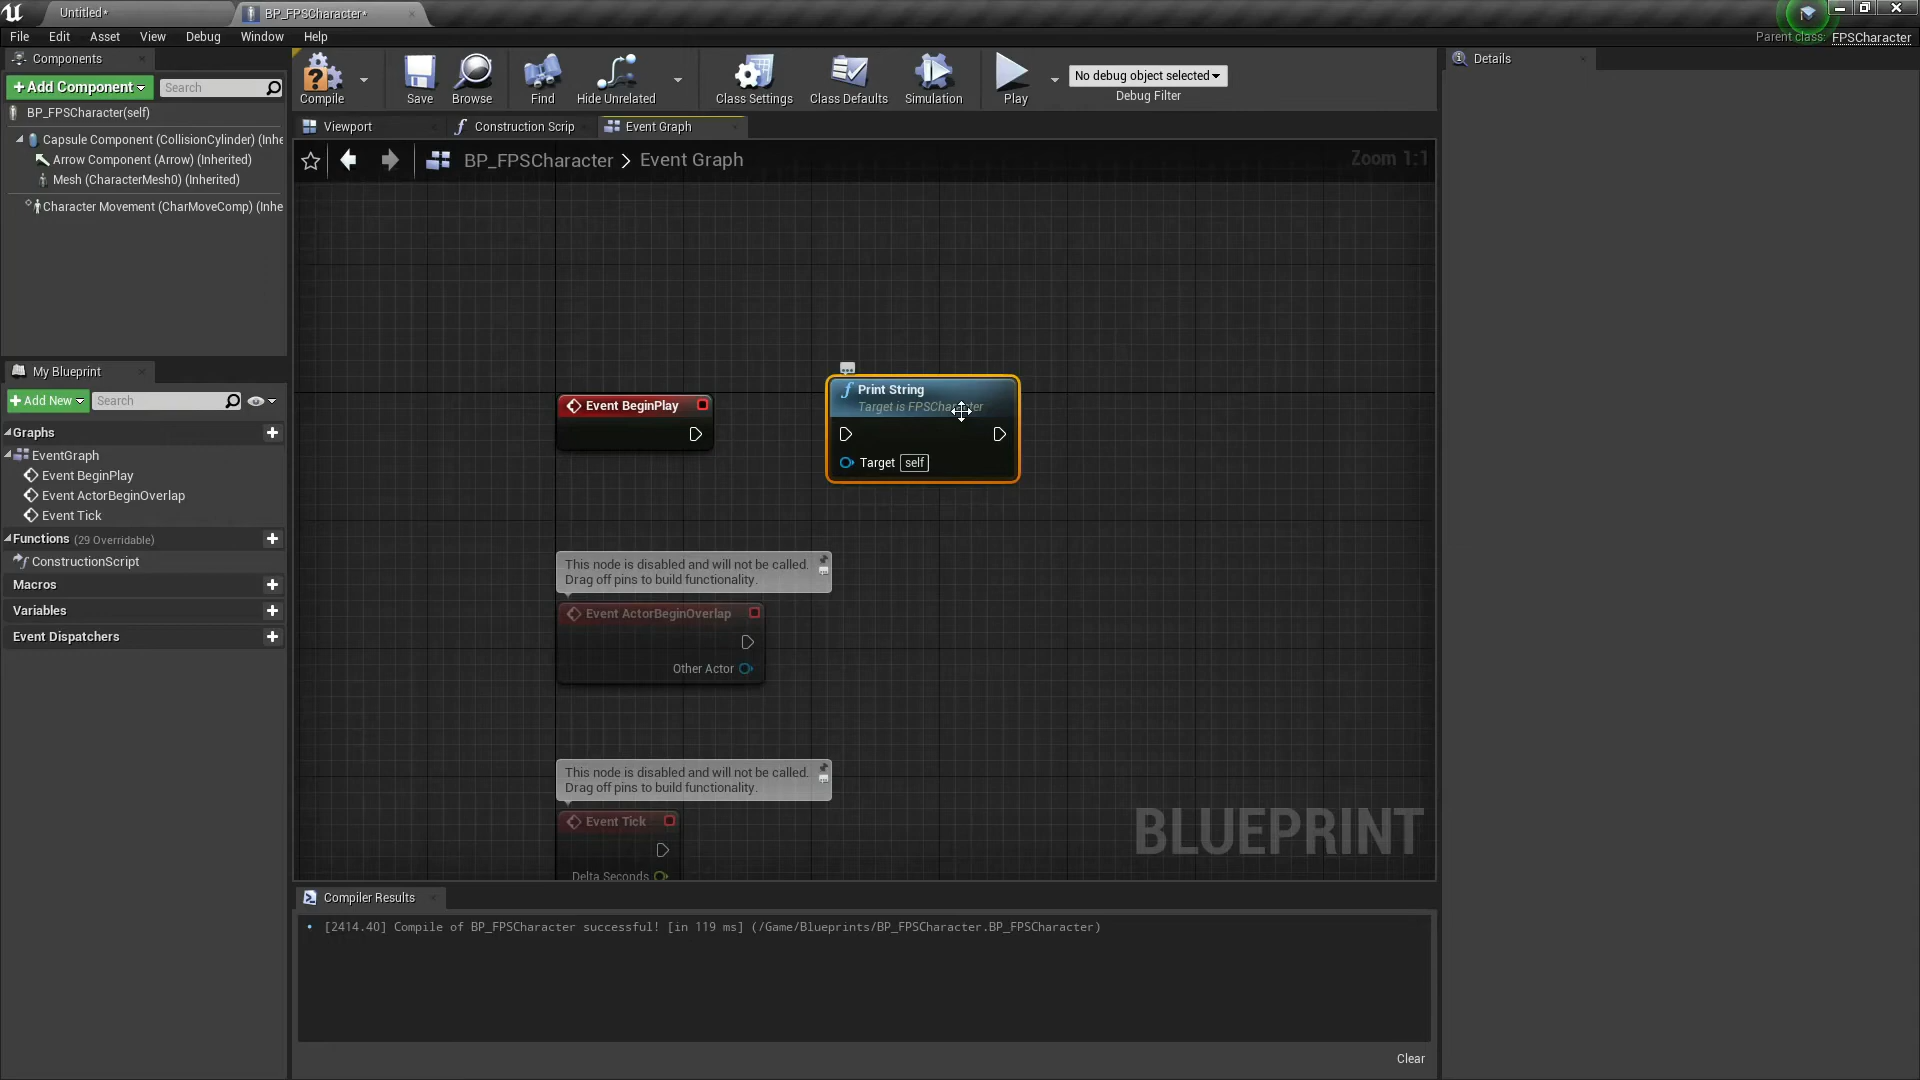 Untitled*
BP_FPSCharacter*
File
Edit
Asset
View
Debug
Window
Help
Parent class:
FPSCharacter
Components
+Add Component
Search
BP_FPSCharacter(self)
Capsule Component (CollisionCylinder) (Inhe
Arrow Component (Arrow) (Inherited)
Mesh (CharacterMesh0) (Inherited)
Character Movement (CharMoveComp) (Inhe
Compile
Save
Browse
Find
Hide Unrelated
Class Settings
Class Defaults
Simulation
Play
No debug object selected
Debug Filter
Details
Viewport
Construction Scrip
Event Graph
BP_FPSCharacter > Event Graph
Zoom 1:1
Event BeginPlay
Print String
Target is FPSCharacter
Target
self
This node is disabled and will not be called.
Drag off pins to build functionality.
Event ActorBeginOverlap
Other Actor
This node is disabled and will not be called.
Drag off pins to build functionality.
Event Tick
Delta Seconds
BLUEPRINT
My Blueprint
+Add New
Search
Graphs
EventGraph
Event BeginPlay
Event ActorBeginOverlap
Event Tick
Functions (29 Overridable)
ConstructionScript
Macros
Variables
Event Dispatchers
Compiler Results
[2414.40] Compile of BP_FPSCharacter successful! [in 119 ms] (/Game/Blueprints/BP_FPSCharacter.BP_FPSCharacter)
Clear